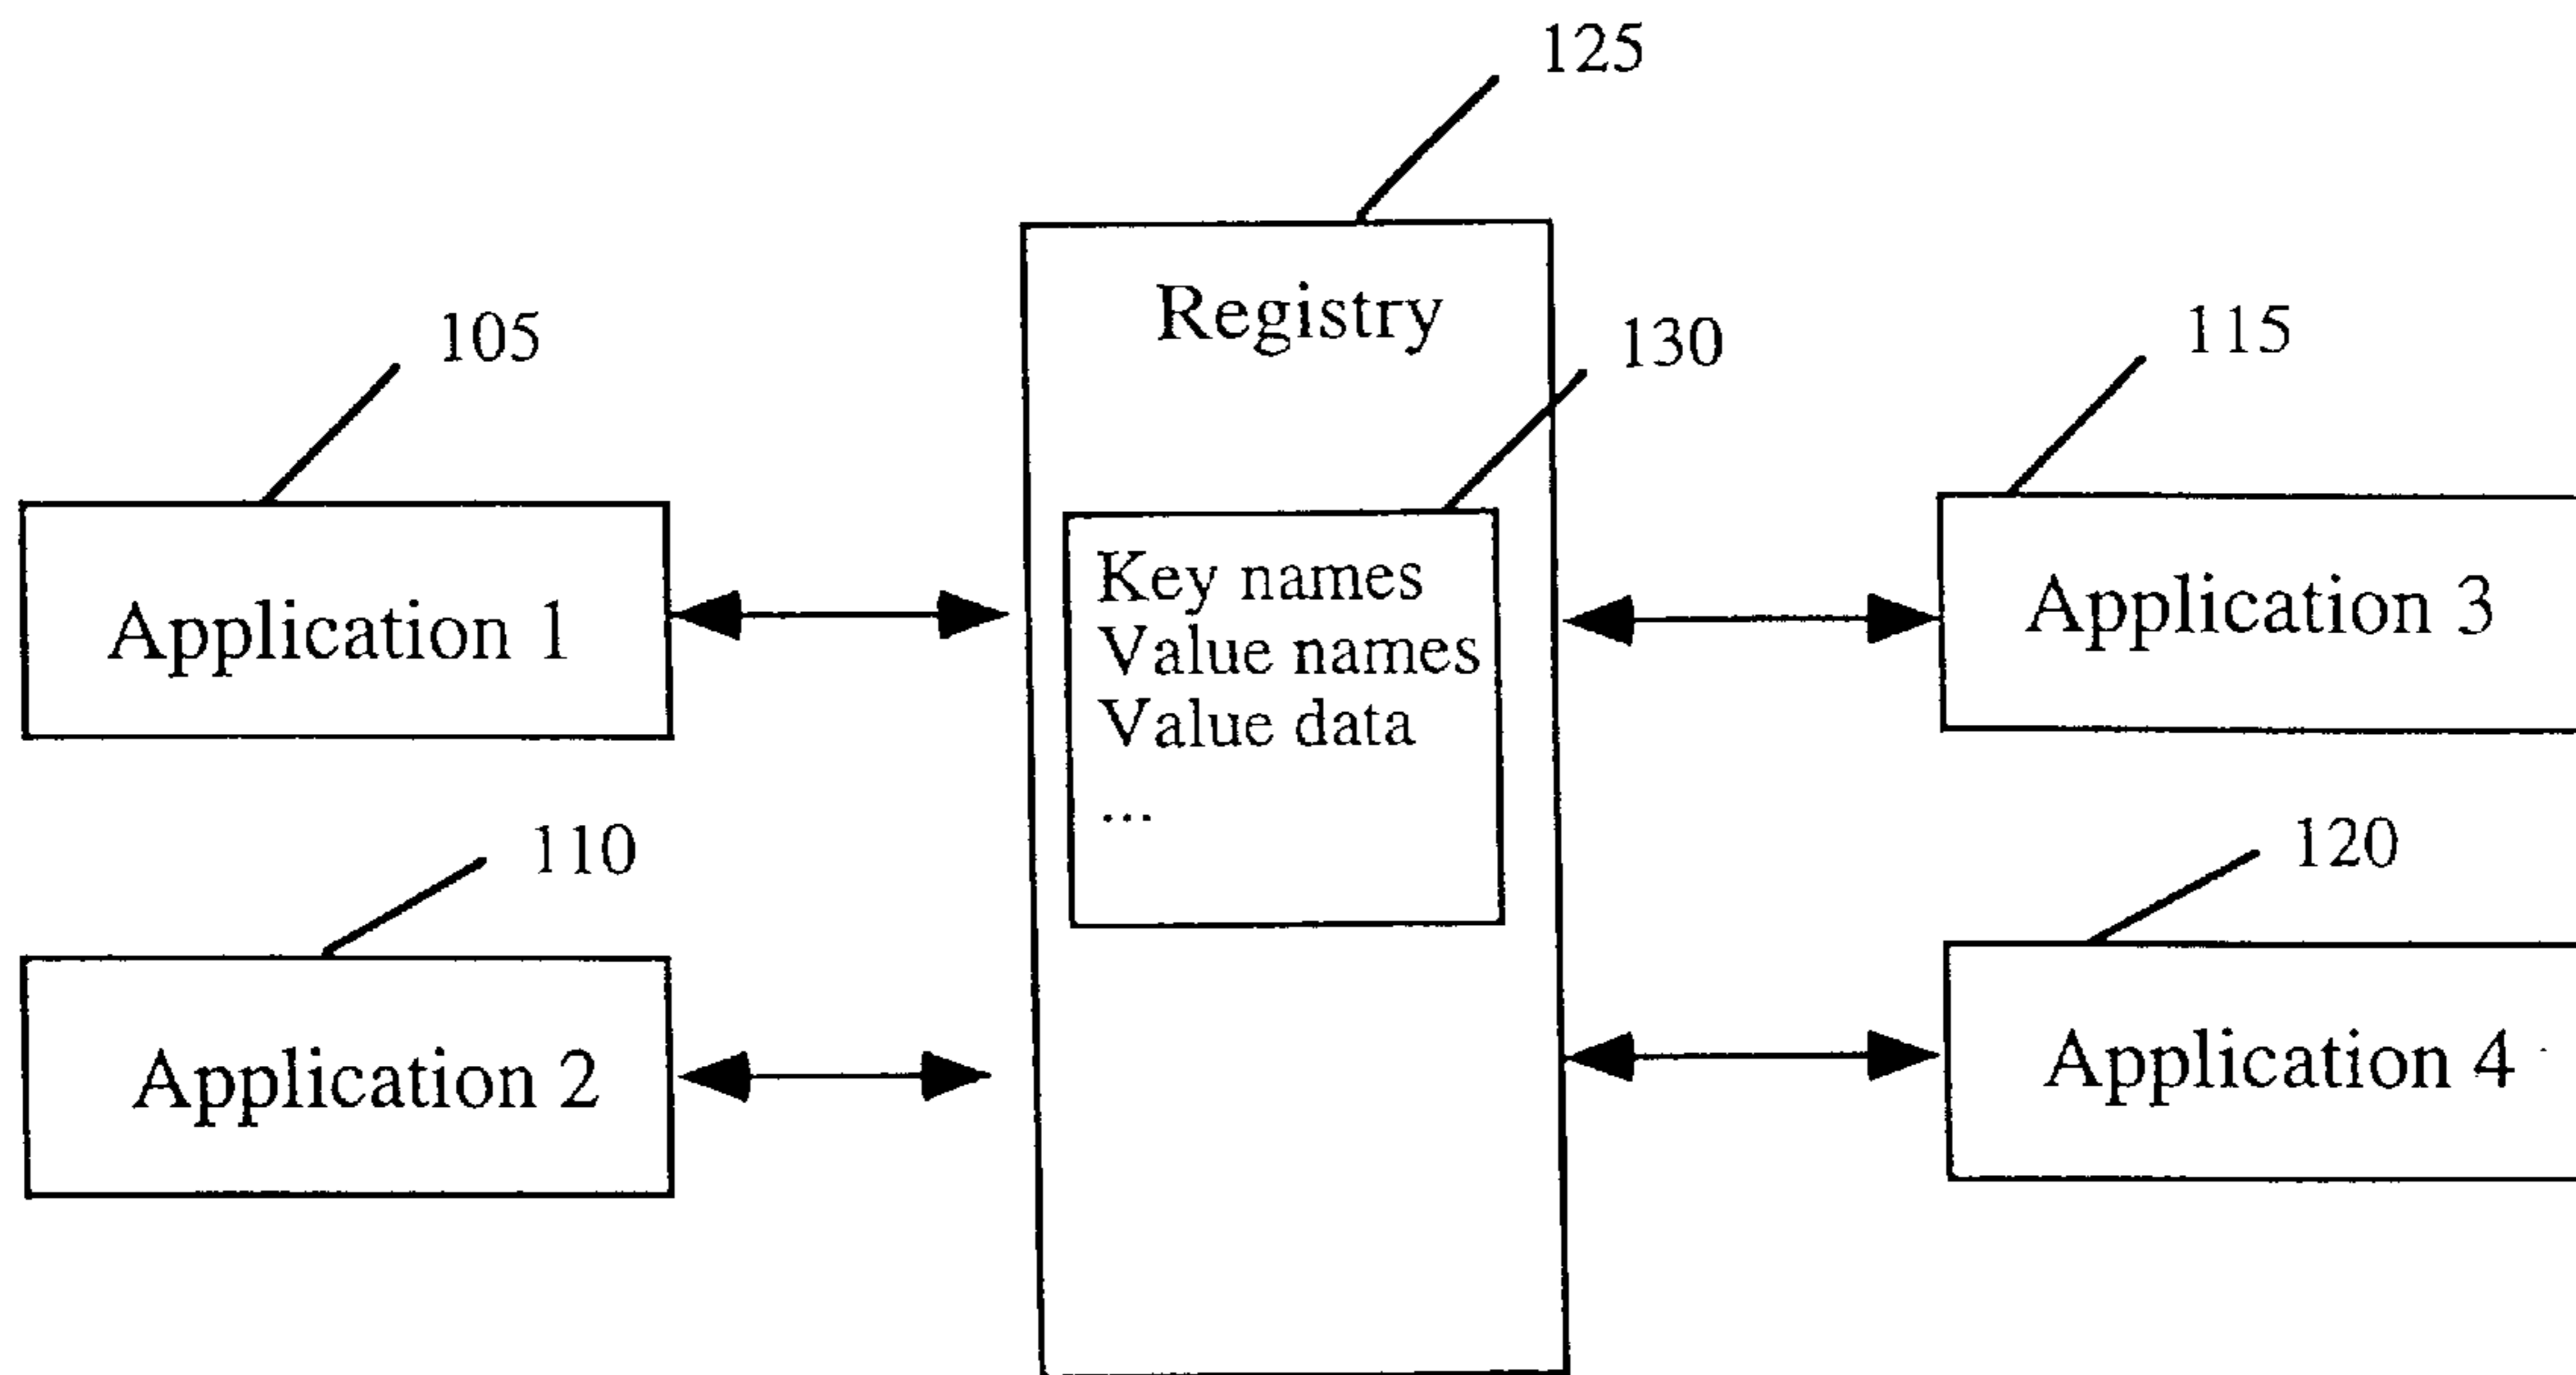 125
Registry
130
105
115
Application 1
Key names
Value names
Value data
...
Application 3
110
120
Application 2
Application 4